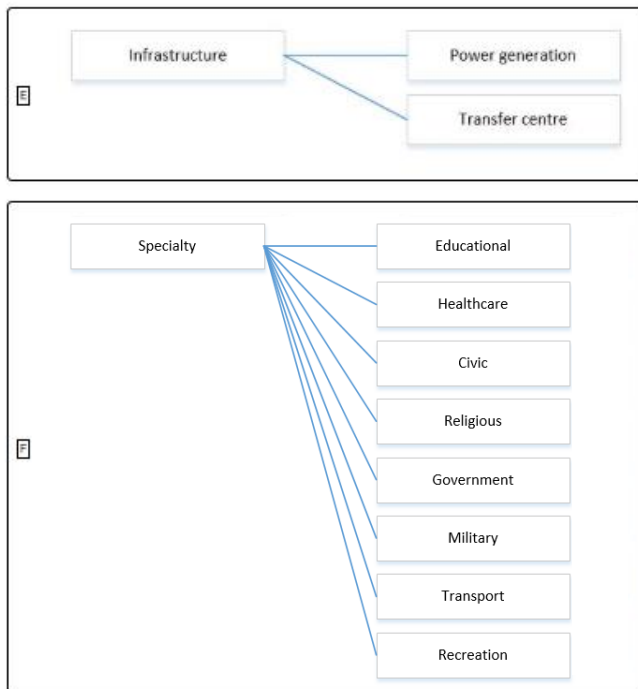 Infrastructure
Power generation
E
Transfer centre
Specialty
Educational
Healthcare
Civic
Religious
F
Government
Military
Transport
Recreation